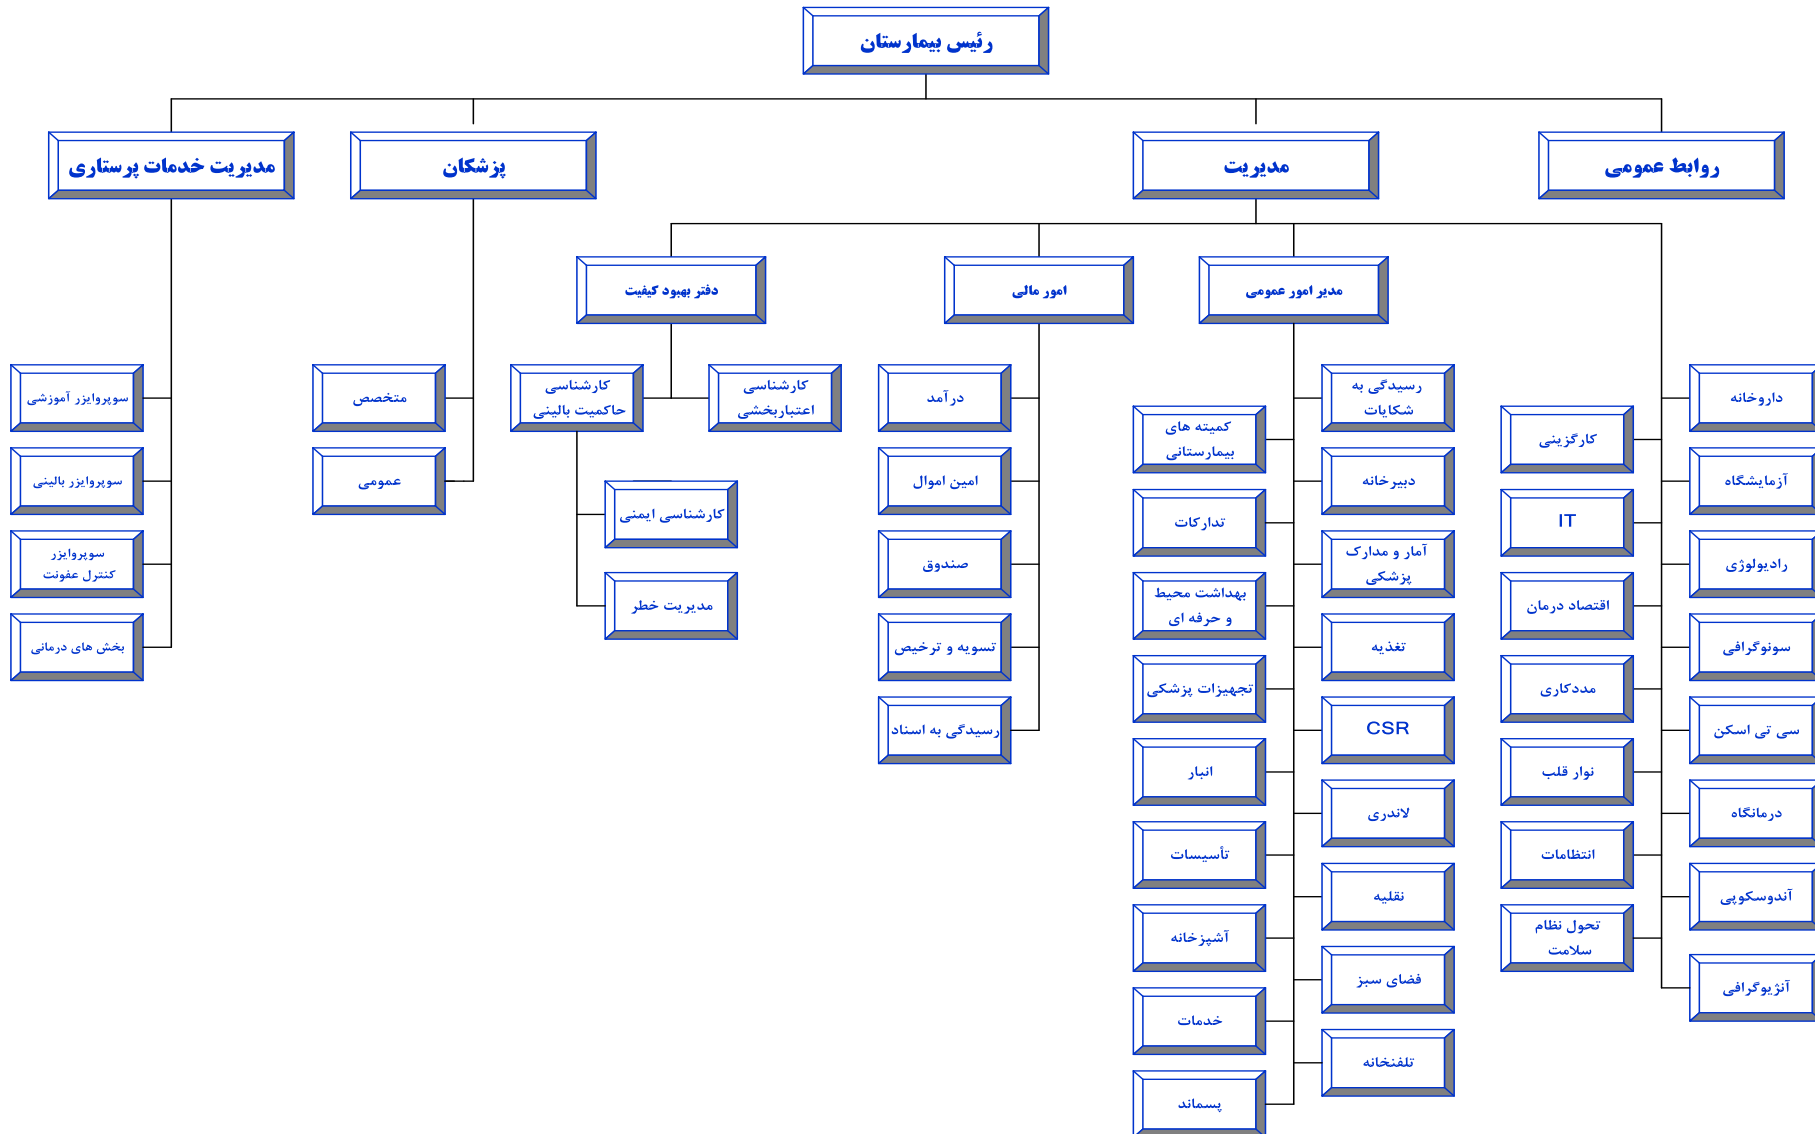 رئیس بیمارستان
روابط عمومی
مدیریت
پزشکان
مدیریت خدمات پرستاری
مدیر امور عمومی
امور مالی
دفتر بهبود کیفیت
داروخانه
آزمایشگاه
رادیولوژی
سونوگرافی
سی تی اسکن
درمانگاه
آندوسکوپی
آنژیوگرافی
کارگزینی
IT
اقتصاد درمان
مددکاری
نوار قلب
انتظامات
تحول نظام
سلامت
رسیدگی به
شکایات
دبیرخانه
آمار و مدارک
پزشکی
تغذیه
CSR
لاندری
نقلیه
فضای سبز
تلفنخانه
کمیته های
بیمارستانی
تدارکات
بهداشت محیط
و حرفه ای
تجهیزات پزشکی
انبار
تأسیسات
آشپزخانه
خدمات
پسماند
درآمد
امین اموال
صندوق
تسویه و ترخیص
رسیدگی به اسناد
کارشناسی
اعتباربخشی
کارشناسی
حاکمیت بالینی
کارشناسی ایمنی
مدیریت خطر
متخصص
عمومی
سوپروایزر آموزشی
سوپروایزر بالینی
سوپروایزر
کنترل عفونت
بخش های درمانی